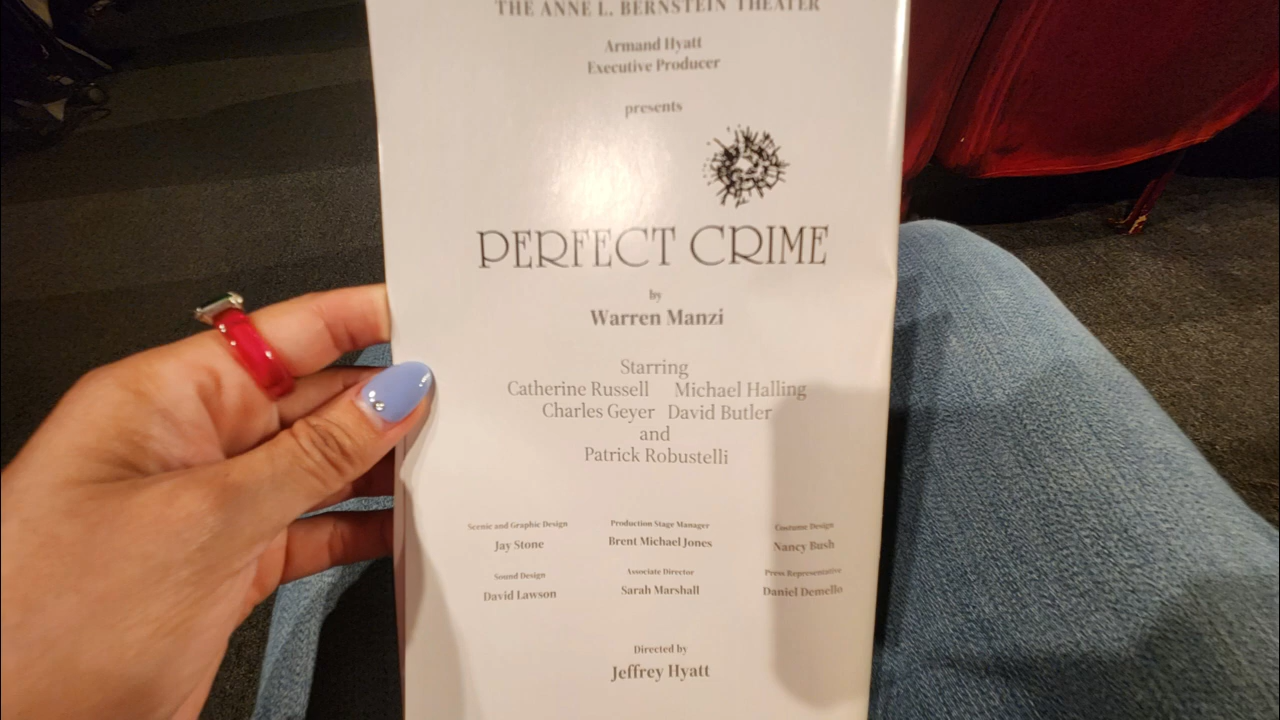 THE ANNE L. BERNSTEIN THEATER
Armand Hyatt
Executive Producer
presents
PERFECT CRIME
by
Warren Manzi
Starring
Catherine Russell Michael Halling
Charles Geyer David Butler
and
Patrick Robustelli
Scenic and Graphic Design Production Stage Manager Costume Design
Jay Stone Brent Michael Jones Nancy Bush
Sound Design Associate Director Press Representative
David Lawson Sarah Marshall Daniel Demello
Directed by
Jeffrey Hyatt